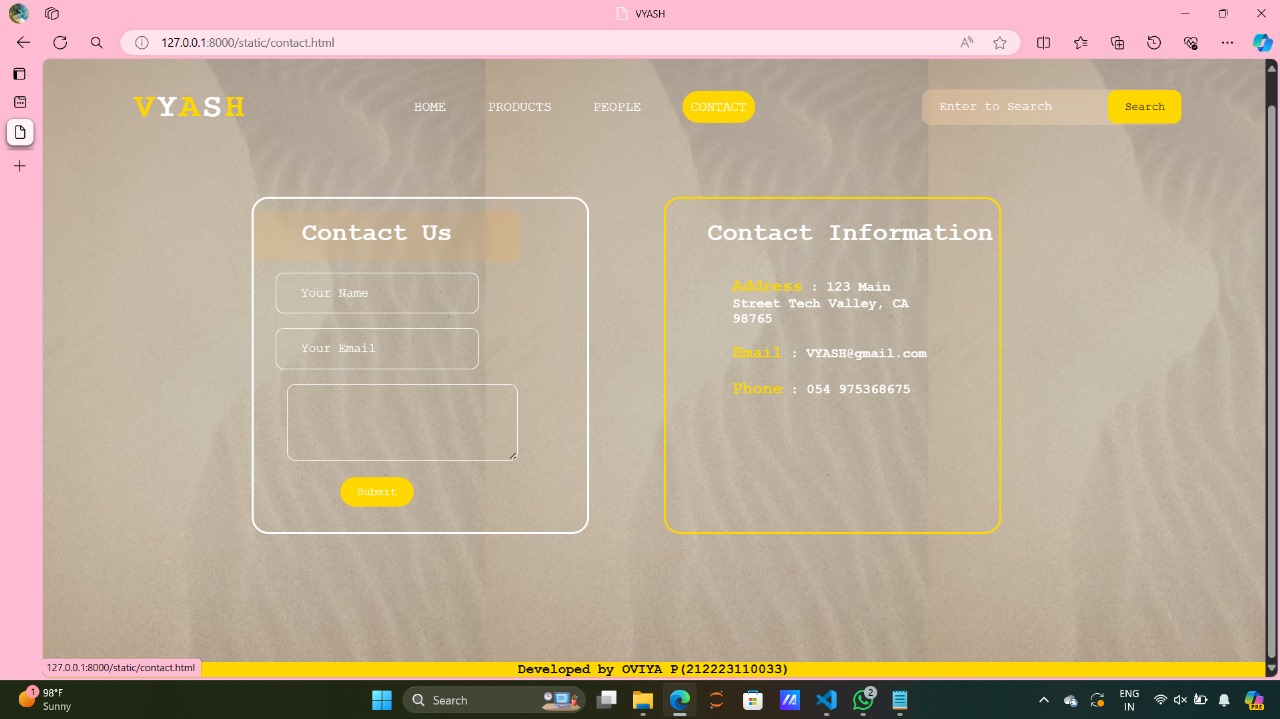 VYASH
127.0.0.1:8000/static/contact.html
VYASH
HOME
PRODUCTS
PEOPLE
CONTACT
Enter to Search
Search
Contact Us
Your Name
Your Email
Submit
Contact Information
Address : 123 Main
Street Tech Valley, CA
98765
Email : VYASH@gmail.com
Phone : 054 975368675
127.0.0.1:8000/static/contact.html
Developed by OVIYA P(212223110033)
1
98°F
Sunny
Search
2
ENG
IN
PRE